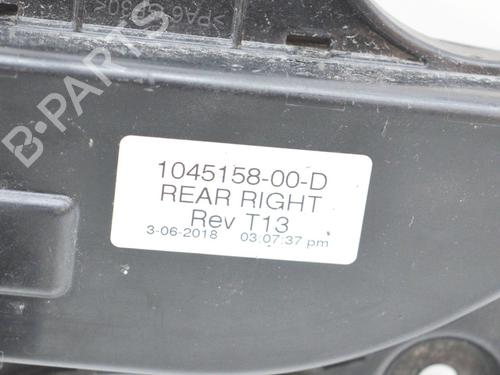 1045158-00-D
REAR RIGHT
Rev T13
3-06-2018 03:07:37 pm
B-PARTS